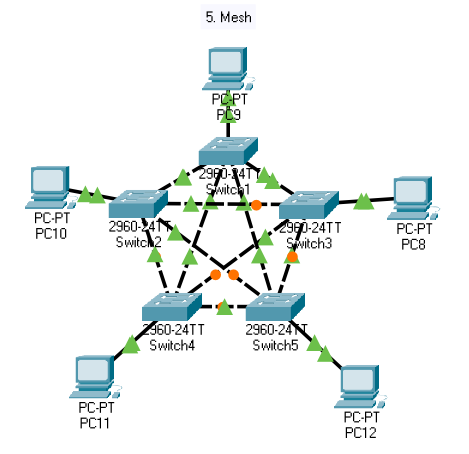 5. Mesh
PC-PT
PC9
2960-24TT
Switch1
PC-PT
PC10
2960-24TT
Switch2
2960-24TT
Switch3
PC-PT
PC8
2960-24TT
Switch4
2960-24TT
Switch5
PC-PT
PC11
PC-PT
PC12